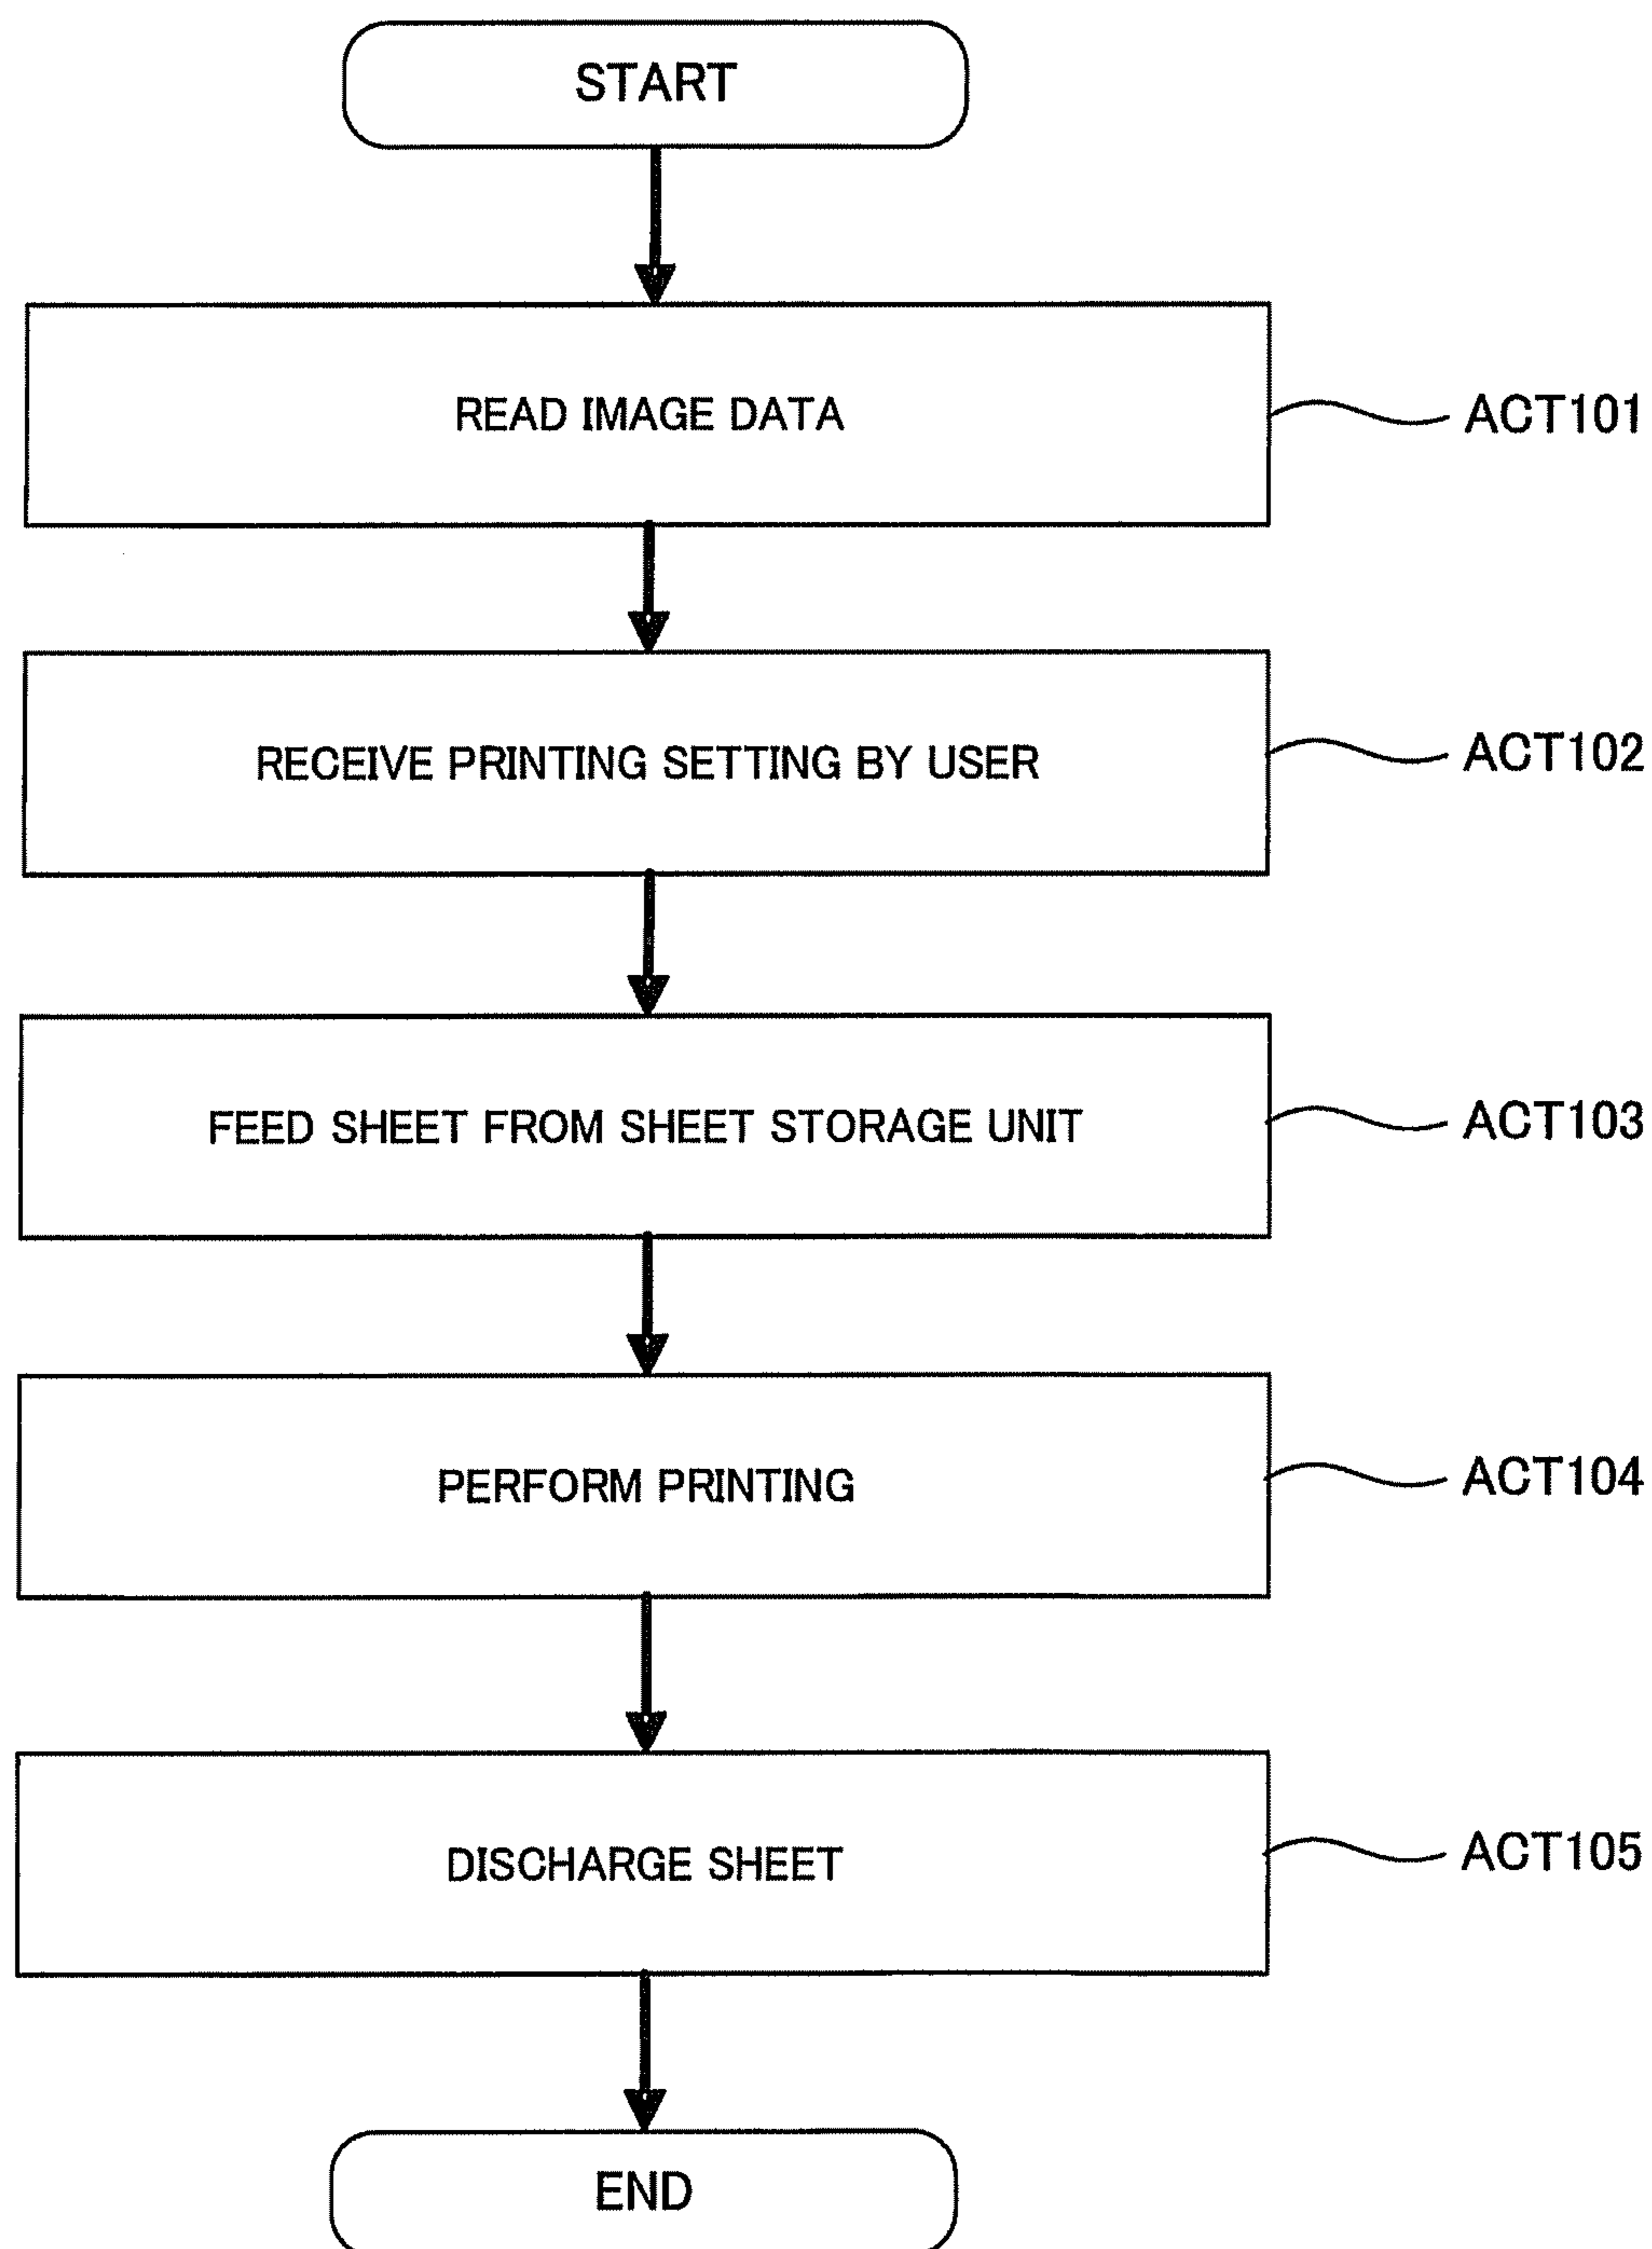 START
READ IMAGE DATA
ACT101
RECEIVE PRINTING SETTING BY USER
ACT102
FEED SHEET FROM SHEET STORAGE UNIT
ACT103
PERFORM PRINTING
ACT104
DISCHARGE SHEET
ACT105
END